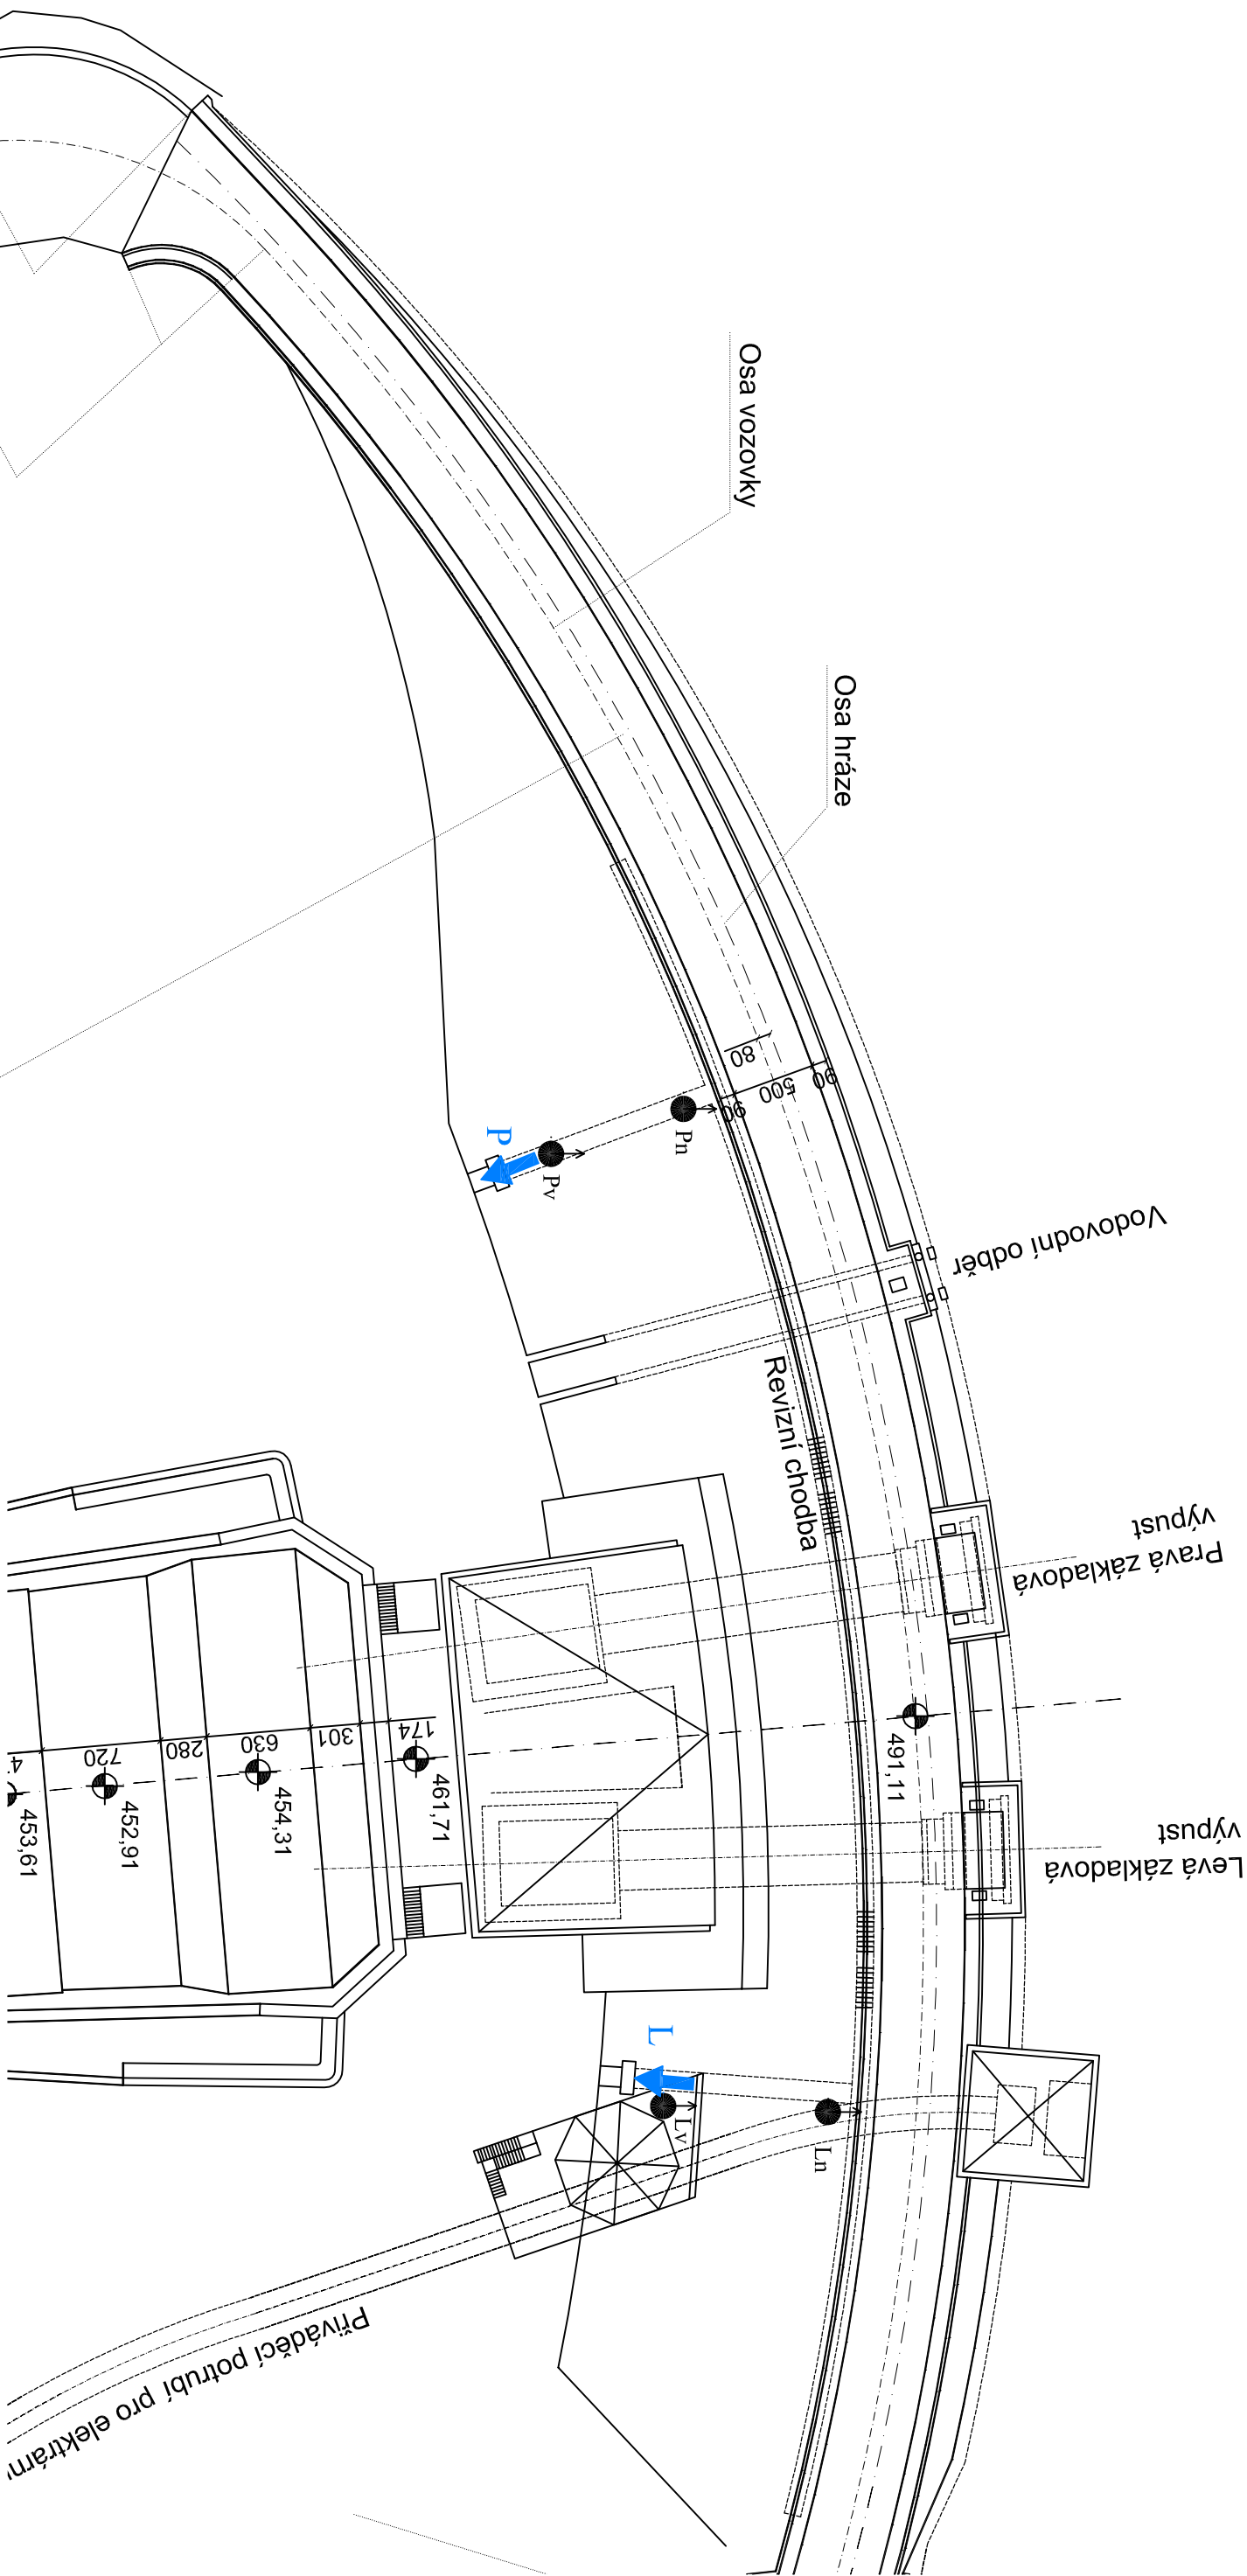 Osa vozovky
Osa hráze
80
90
500
90
Pn
P
Pv
Vodovodní odběr
Revizní chodba
Pravá základová
výpust
491,11
174
301
630
280
720
461,71
454,31
452,91
453,61
Levá základová
výpust
L
Lv
Ln
Přiváděcí potrubí pro elektrárn